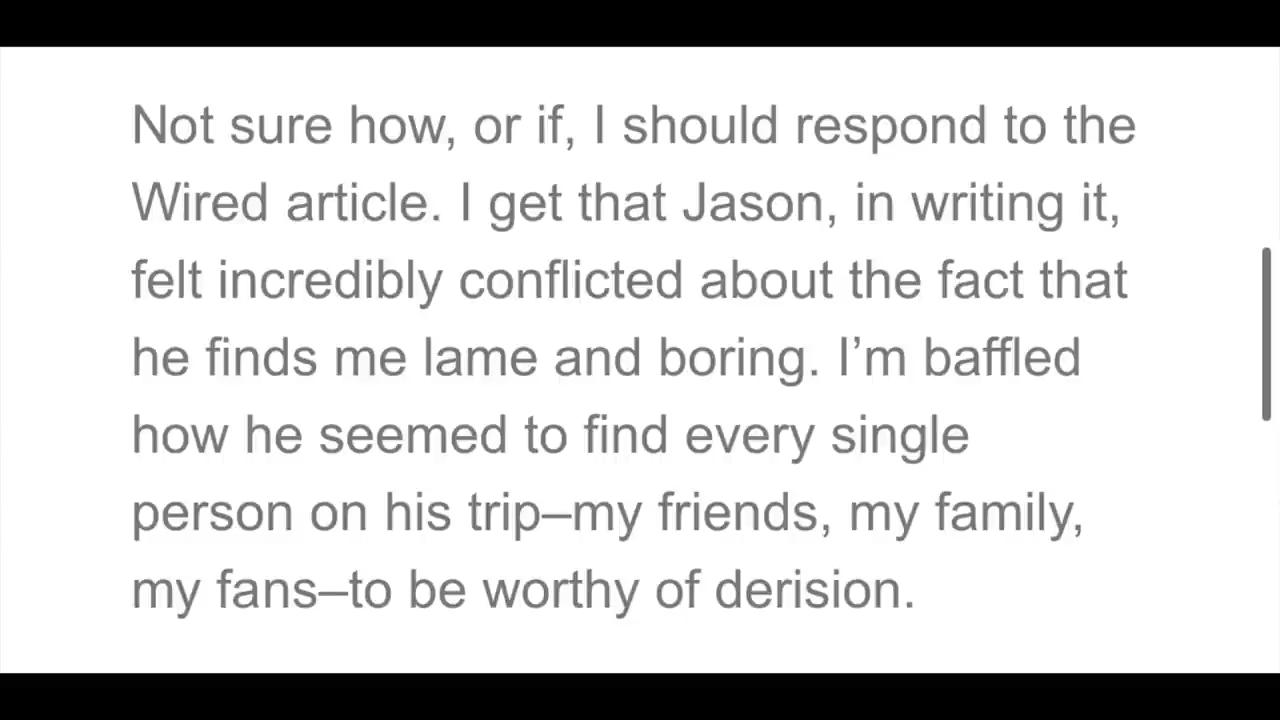 Not sure how, or if, I should respond to the
Wired article. I get that Jason, in writing it,
felt incredibly conflicted about the fact that
he finds me lame and boring. I’m baffled
how he seemed to find every single
person on his trip–my friends, my family,
my fans–to be worthy of derision.